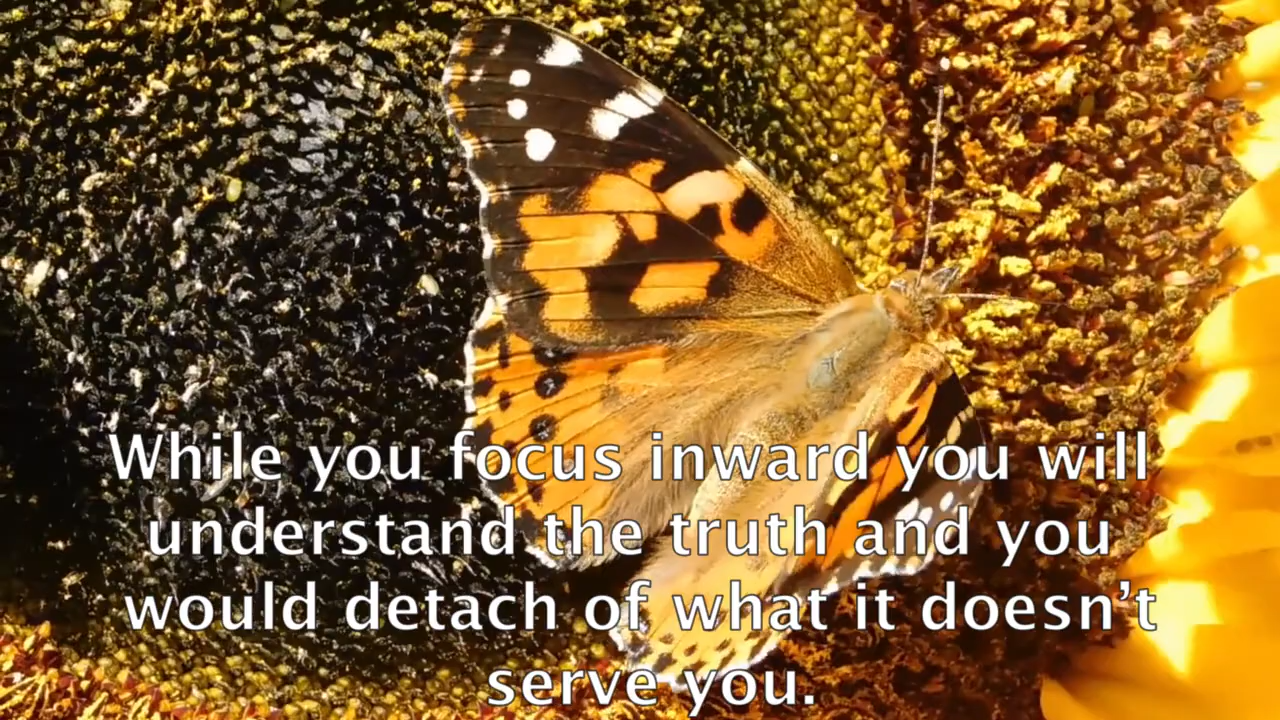 While you focus inward you will
understand the truth and you
would detach of what it doesn’t
serve you.